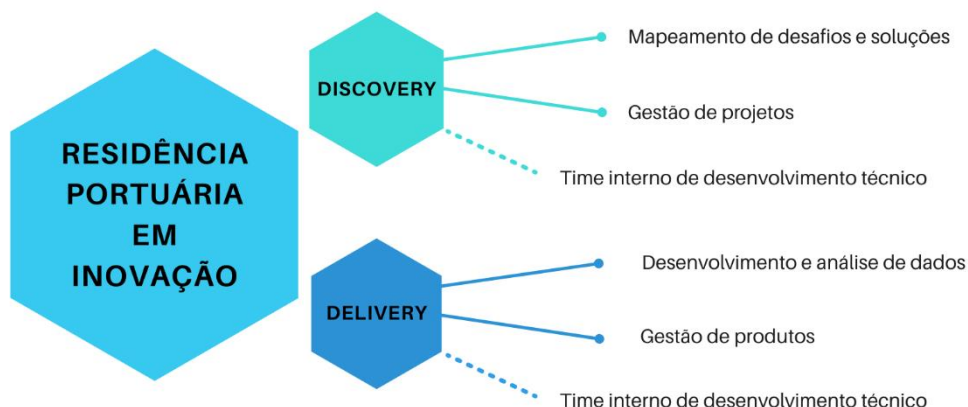 RESIDÊNCIA
PORTUÁRIA
EM
INOVAÇÃO
DISCOVERY
Mapeamento de desafios e soluções
Gestão de projetos
Time interno de desenvolvimento técnico
DELIVERY
Desenvolvimento e análise de dados
Gestão de produtos
Time interno de desenvolvimento técnico